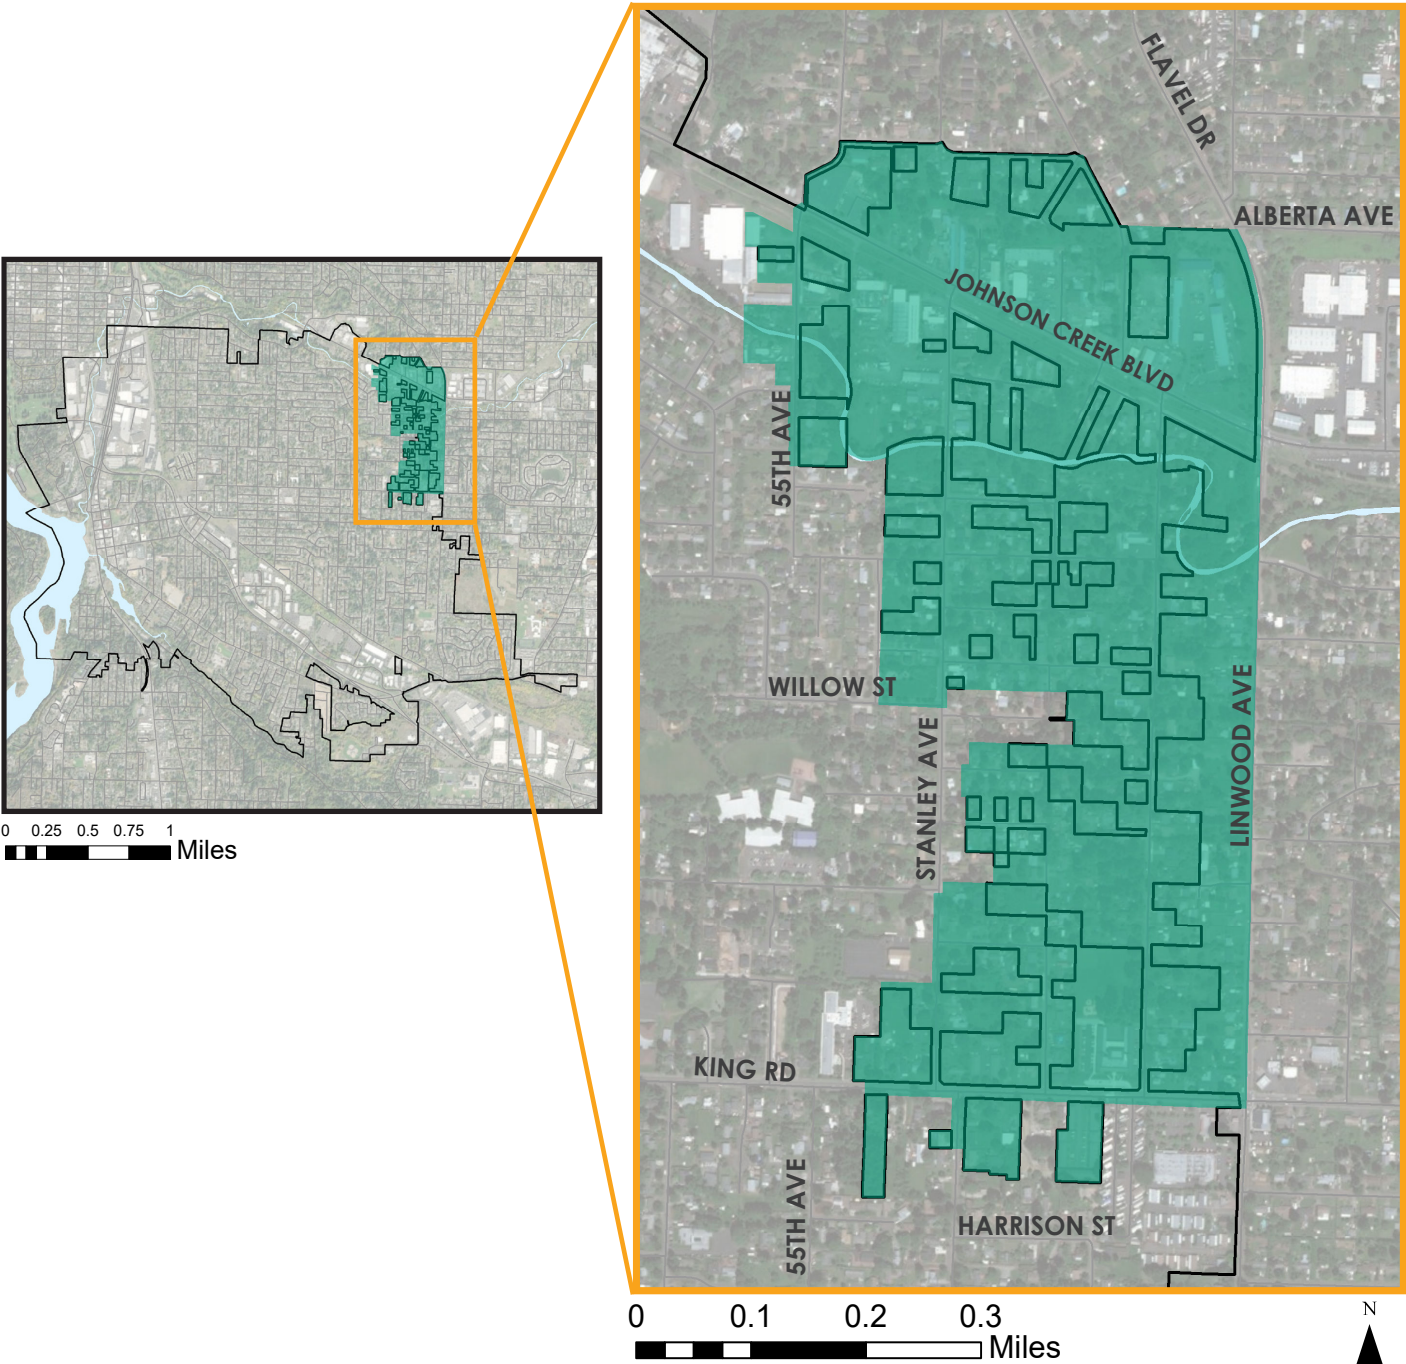 FLAVEL DR
ALBERTA AVE
JOHNSON CREEK BLVD
55TH AVE
WILLOW ST
STANLEY AVE
LINWOOD AVE
KING RD
55TH AVE
HARRISON ST
0 0.25 0.5 0.75 1
Miles
0 0.1 0.2 0.3
Miles
N